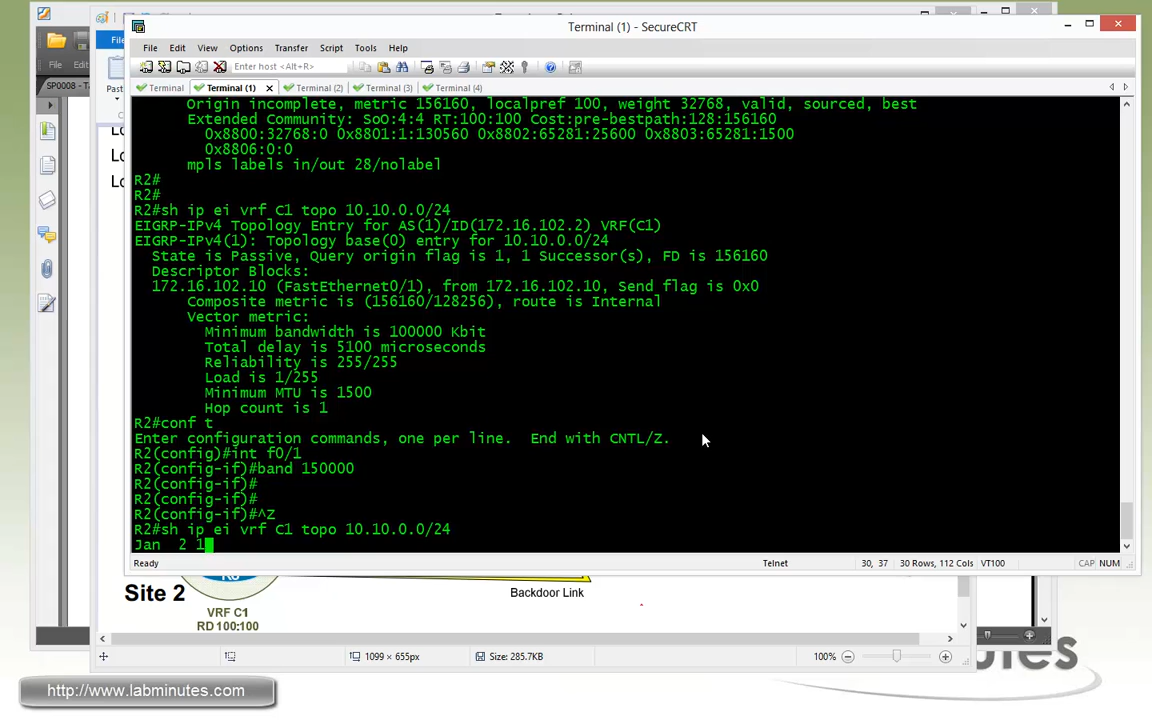 Terminal (1) - SecureCRT
File Edit View Options Transfer Script Tools Help
Enter host <Alt+R>
Terminal Terminal (1) Terminal (2) Terminal (3) Terminal (4)
File
File
Paste
SP0008 -
Origin incomplete, metric 156160, localpref 100, weight 32768, valid, sourced, best
Extended Community: SoO:4:4 RT:100:100 Cost:pre-bestpath:128:156160
0x8800:32768:0 0x8801:1:130560 0x8802:65281:25600 0x8803:65281:1500
0x8806:0:0
mpls labels in/out 28/nolabel
R2#
R2#
R2#sh ip ei vrf C1 topo 10.10.0.0/24
EIGRP-IPv4 Topology Entry for AS(1)/ID(172.16.102.2) VRF(C1)
EIGRP-IPv4(1): Topology base(0) entry for 10.10.0.0/24
State is Passive, Query origin flag is 1, 1 Successor(s), FD is 156160
Descriptor Blocks:
172.16.102.10 (FastEthernet0/1), from 172.16.102.10, Send flag is 0x0
Composite metric is (156160/128256), route is Internal
Vector metric:
Minimum bandwidth is 100000 Kbit
Total delay is 5100 microseconds
Reliability is 255/255
Load is 1/255
Minimum MTU is 1500
Hop count is 1
R2#conf t
Enter configuration commands, one per line.  End with CNTL/Z.
R2(config)#int f0/1
R2(config-if)#band 150000
R2(config-if)#
R2(config-if)#
R2(config-if)#^Z
R2#sh ip ei vrf C1 topo 10.10.0.0/24
Jan  2 1
Ready Telnet 30, 37 30 Rows, 112 Cols VT100 CAP NUM
Site 2
Backdoor Link
VRF C1
RD 100:100
1099 × 655px Size: 285.7KB 100%
http://www.labminutes.com